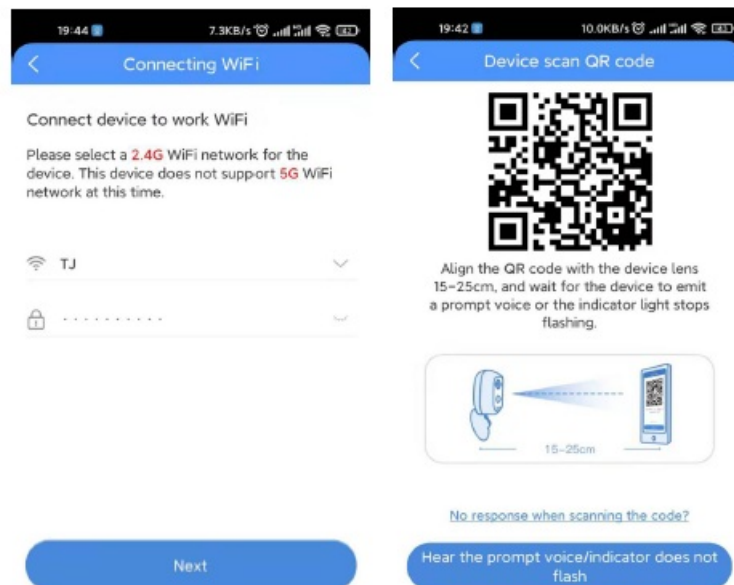 19:44
7.3KB/s
Connecting WiFi
Connect device to work WiFi
Please select a 2.4G WiFi network for the
device. This device does not support 5G WiFi
network at this time.
TJ
..........
Next
19:42
10.0KB/s
Device scan QR code
Align the QR code with the device lens
15-25cm, and wait for the device to emit
a prompt voice or the indicator light stops
flashing.
15-25cm
No response when scanning the code?
Hear the prompt voice/indicator does not
flash